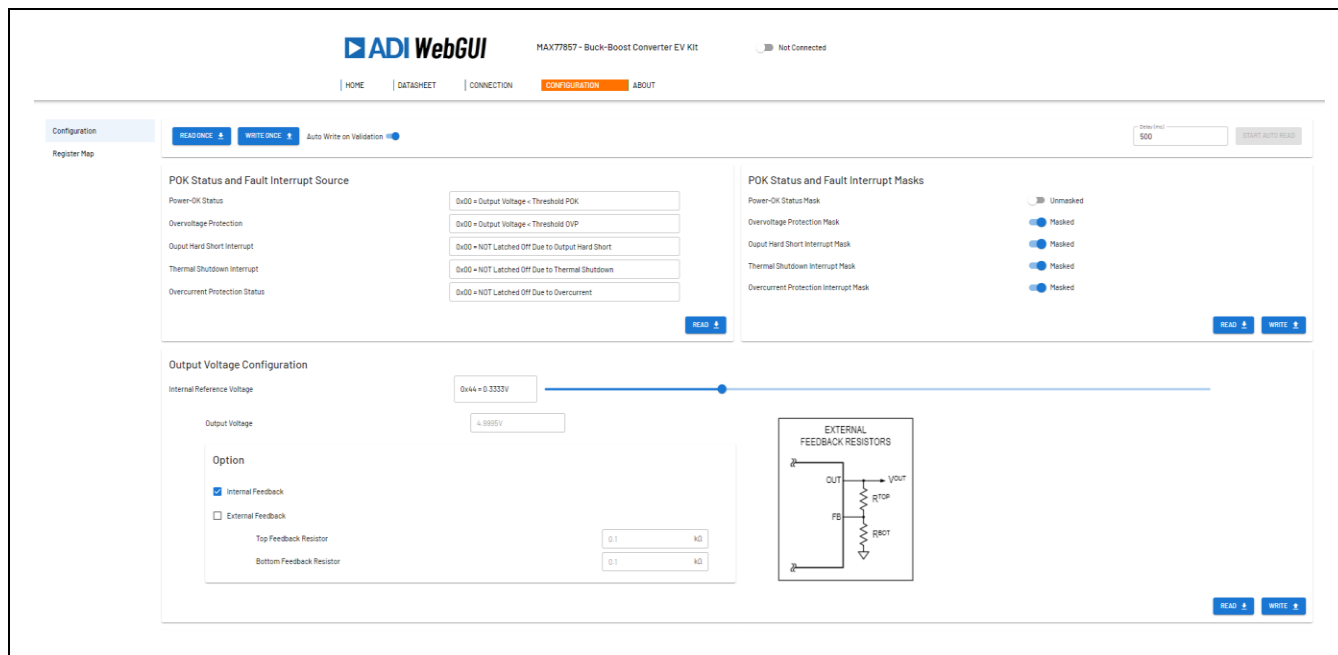 ADI WebGUI
MAX77857 - Buck-Boost Converter EV Kit
Not Connected
HOME
DATASHEET
CONNECTION
CONFIGURATION
ABOUT
Configuration
Register Map
READ ONCE
WRITE ONCE
Auto Write on Validation
Delay (ms)
500
START AUTO READ
POK Status and Fault Interrupt Source
Power-OK Status
0x00 = Output Voltage < Threshold POK
Overvoltage Protection
0x00 = Output Voltage < Threshold OVP
Ouput Hard Short Interrupt
0x00 = NOT Latched Off Due to Output Hard Short
Thermal Shutdown Interrupt
0x00 = NOT Latched Off Due to Thermal Shutdown
Overcurrent Protection Status
0x00 = NOT Latched Off Due to Overcurrent
READ
POK Status and Fault Interrupt Masks
Power-OK Status Mask
Unmasked
Overvoltage Protection Mask
Masked
Ouput Hard Short Interrupt Mask
Masked
Thermal Shutdown Interrupt Mask
Masked
Overcurrent Protection Interrupt Mask
Masked
READ
WRITE
Output Voltage Configuration
Internal Reference Voltage
0x44 = 0.3333V
Output Voltage
4.9995V
Option
Internal Feedback
External Feedback
Top Feedback Resistor
0.1 kΩ
Bottom Feedback Resistor
0.1 kΩ
EXTERNAL
FEEDBACK RESISTORS
OUT
VOUT
RTOP
FB
RBOT
READ
WRITE